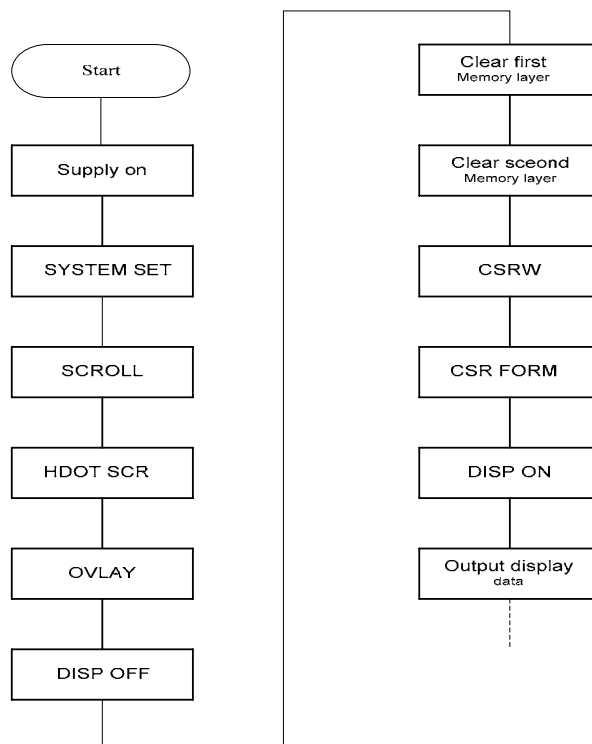 Start
Supply on
SYSTEM SET
SCROLL
HDOT SCR
OVLAY
DISP OFF
Clear first
Memory layer
Clear sceond
Memory layer
CSRW
CSR FORM
DISP ON
Output display
data